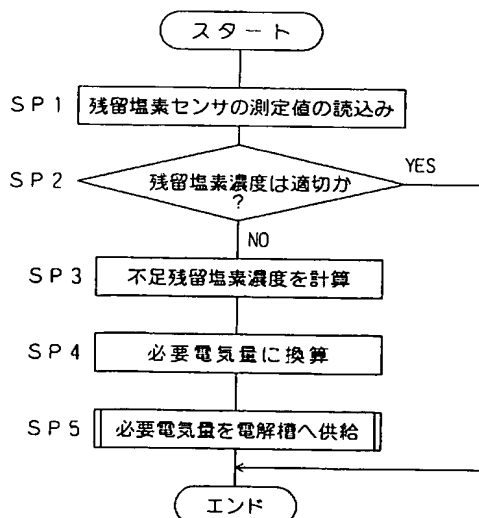 スタート
SP1 残留塩素センサの測定値の読込み
SP2 残留塩素濃度は適切か
?
YES
NO
SP3 不足残留塩素濃度を計算
SP4 必要電気量に換算
SP5 必要電気量を電解槽へ供給
エンド